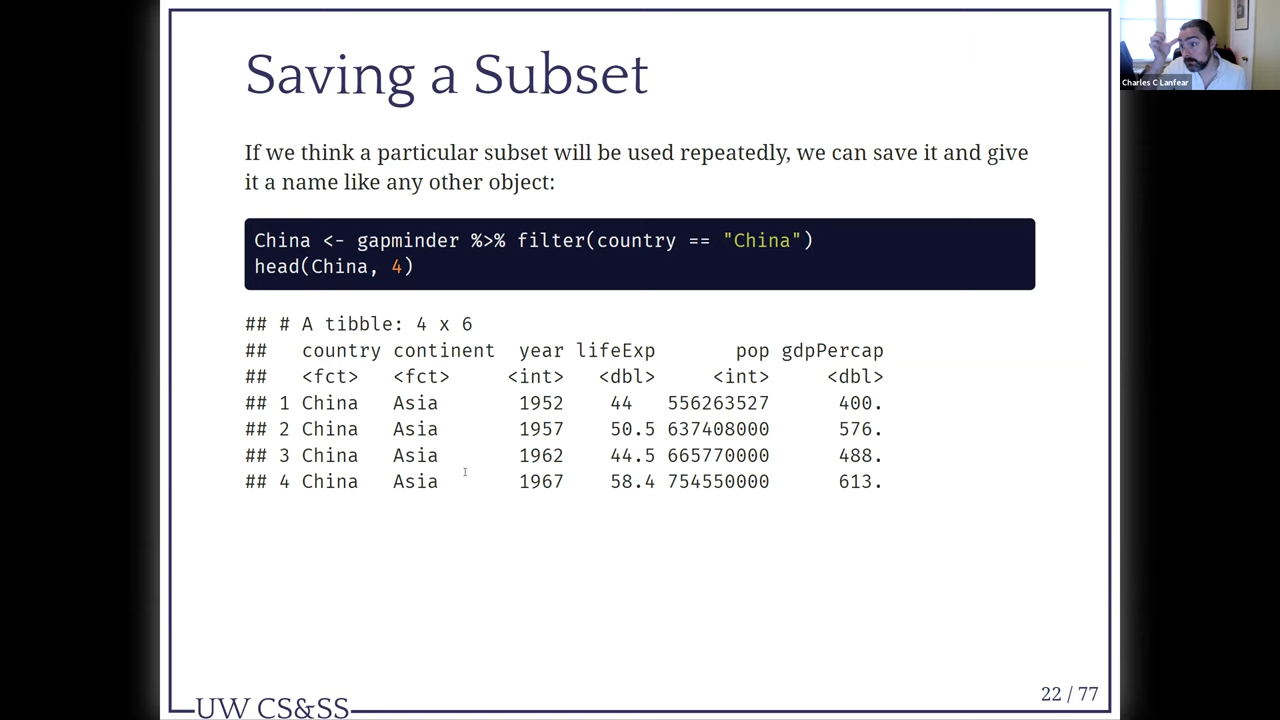 Saving a Subset
Charles C Lanfear
If we think a particular subset will be used repeatedly, we can save it and give
it a name like any other object:
China <- gapminder %>% filter(country == "China")
head(China, 4)
## # A tibble: 4 x 6
##   country continent  year lifeExp       pop gdpPercap
##   <fct>   <fct>     <int>   <dbl>     <int>     <dbl>
## 1 China   Asia       1952    44   556263527      400.
## 2 China   Asia       1957    50.5 637408000      576.
## 3 China   Asia       1962    44.5 665770000      488.
## 4 China   Asia       1967    58.4 754550000      613.
UW CS&SS
22 / 77